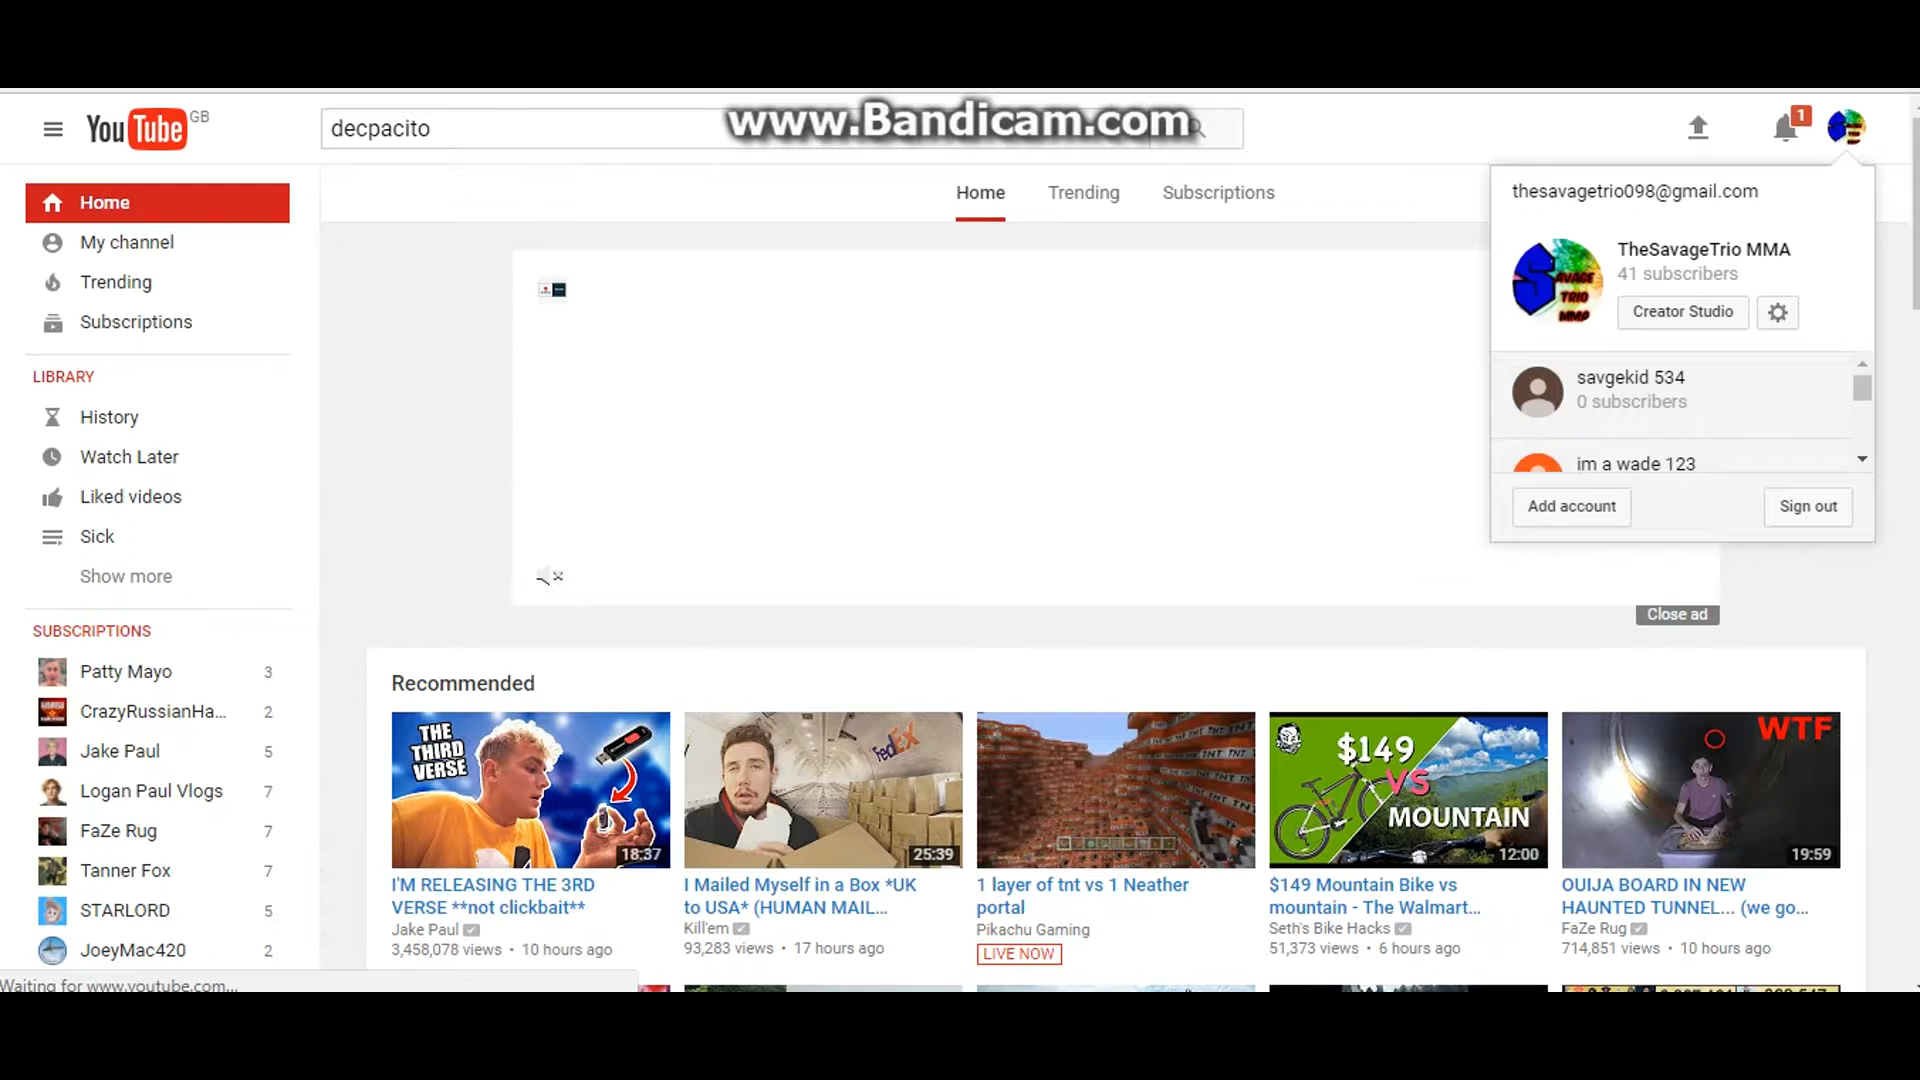 www.Bandicam.com
YouTube GB
decpacito
1
Home
Trending
Subscriptions
thesavagetrio098@gmail.com
SAVAGE
TRIO
MMA
TheSavageTrio MMA
41 subscribers
Creator Studio
savgekid 534
0 subscribers
im a wade 123
Add account
Sign out
Home
My channel
Trending
Subscriptions
LIBRARY
History
Watch Later
Liked videos
Sick
Show more
SUBSCRIPTIONS
Patty Mayo 3
CrazyRussianHa... 2
Jake Paul 5
Logan Paul Vlogs 7
FaZe Rug 7
Tanner Fox 7
STARLORD 5
JoeyMac420 2
Waiting for www.youtube.com...
Close ad
Recommended
THE
THIRD
VERSE
18:37
I'M RELEASING THE 3RD
VERSE **not clickbait**
Jake Paul
3,458,078 views • 10 hours ago
FedEx
25:39
I Mailed Myself in a Box *UK
to USA* (HUMAN MAIL...
Kill'em
93,283 views • 17 hours ago
1 layer of tnt vs 1 Neather
portal
Pikachu Gaming
LIVE NOW
$149
VS
MOUNTAIN
12:00
$149 Mountain Bike vs
mountain - The Walmart...
Seth's Bike Hacks
51,373 views • 6 hours ago
WTF
19:59
OUIJA BOARD IN NEW
HAUNTED TUNNEL... (we go...
FaZe Rug
714,851 views • 10 hours ago